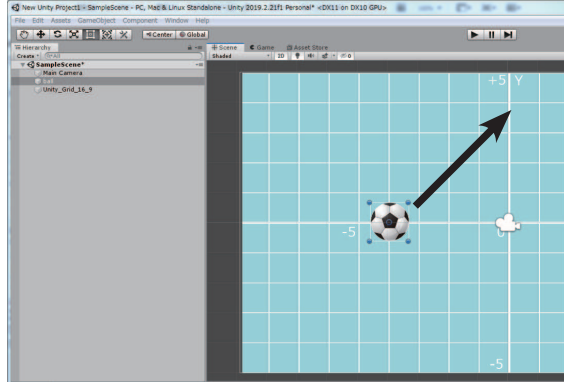 New Unity Project1 - SampleScene - PC, Mac & Linux Standalone - Unity 2019.2.21f1 Personal* <DX11 on DX10 GPU>
File Edit Assets GameObject Component Window Help
Center Global
Hierarchy
Scene Game Asset Store
Create All
Shaded 2D 0
SampleScene*
Main Camera
ball
Unity_Grid_16_9
+5 Y
-5 0
-5